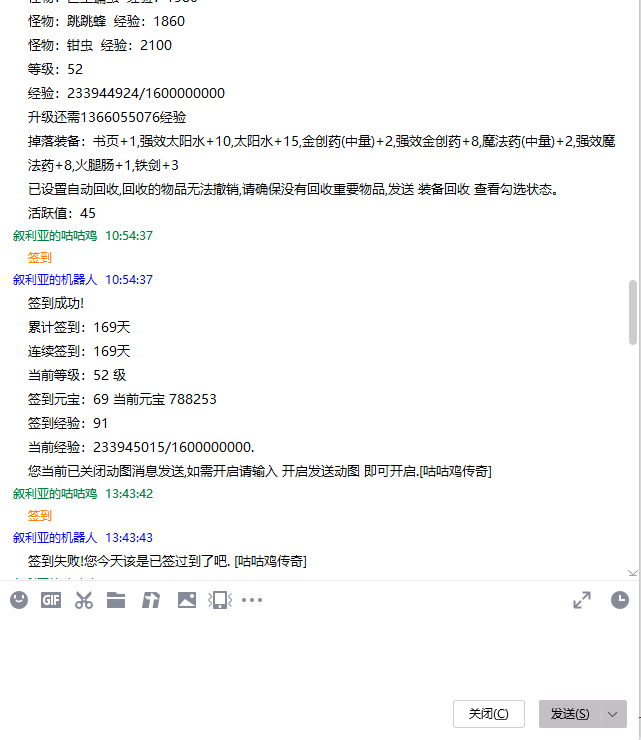 怪物：跳跳蜂  经验：1860
怪物：钳虫  经验：2100
等级：52
经验：233944924/1600000000
升级还需1366055076经验
掉落装备：书页+1,强效太阳水+10,太阳水+15,金创药(中量)+2,强效金创药+8,魔法药(中量)+2,强效魔
法药+8,火腿肠+1,铁剑+3
已设置自动回收,回收的物品无法撤销,请确保没有回收重要物品,发送 装备回收 查看勾选状态。
活跃值：45
叙利亚的咕咕鸡  10:54:37
签到
叙利亚的机器人  10:54:37
签到成功!
累计签到：169天
连续签到：169天
当前等级：52 级
签到元宝：69 当前元宝 788253
签到经验：91
当前经验：233945015/1600000000.
您当前已关闭动图消息发送,如需开启请输入 开启发送动图 即可开启.[咕咕鸡传奇]
叙利亚的咕咕鸡  13:43:42
签到
叙利亚的机器人  13:43:43
签到失败!您今天该是已签过到了吧. [咕咕鸡传奇]
GIF
关闭(C) 发送(S)